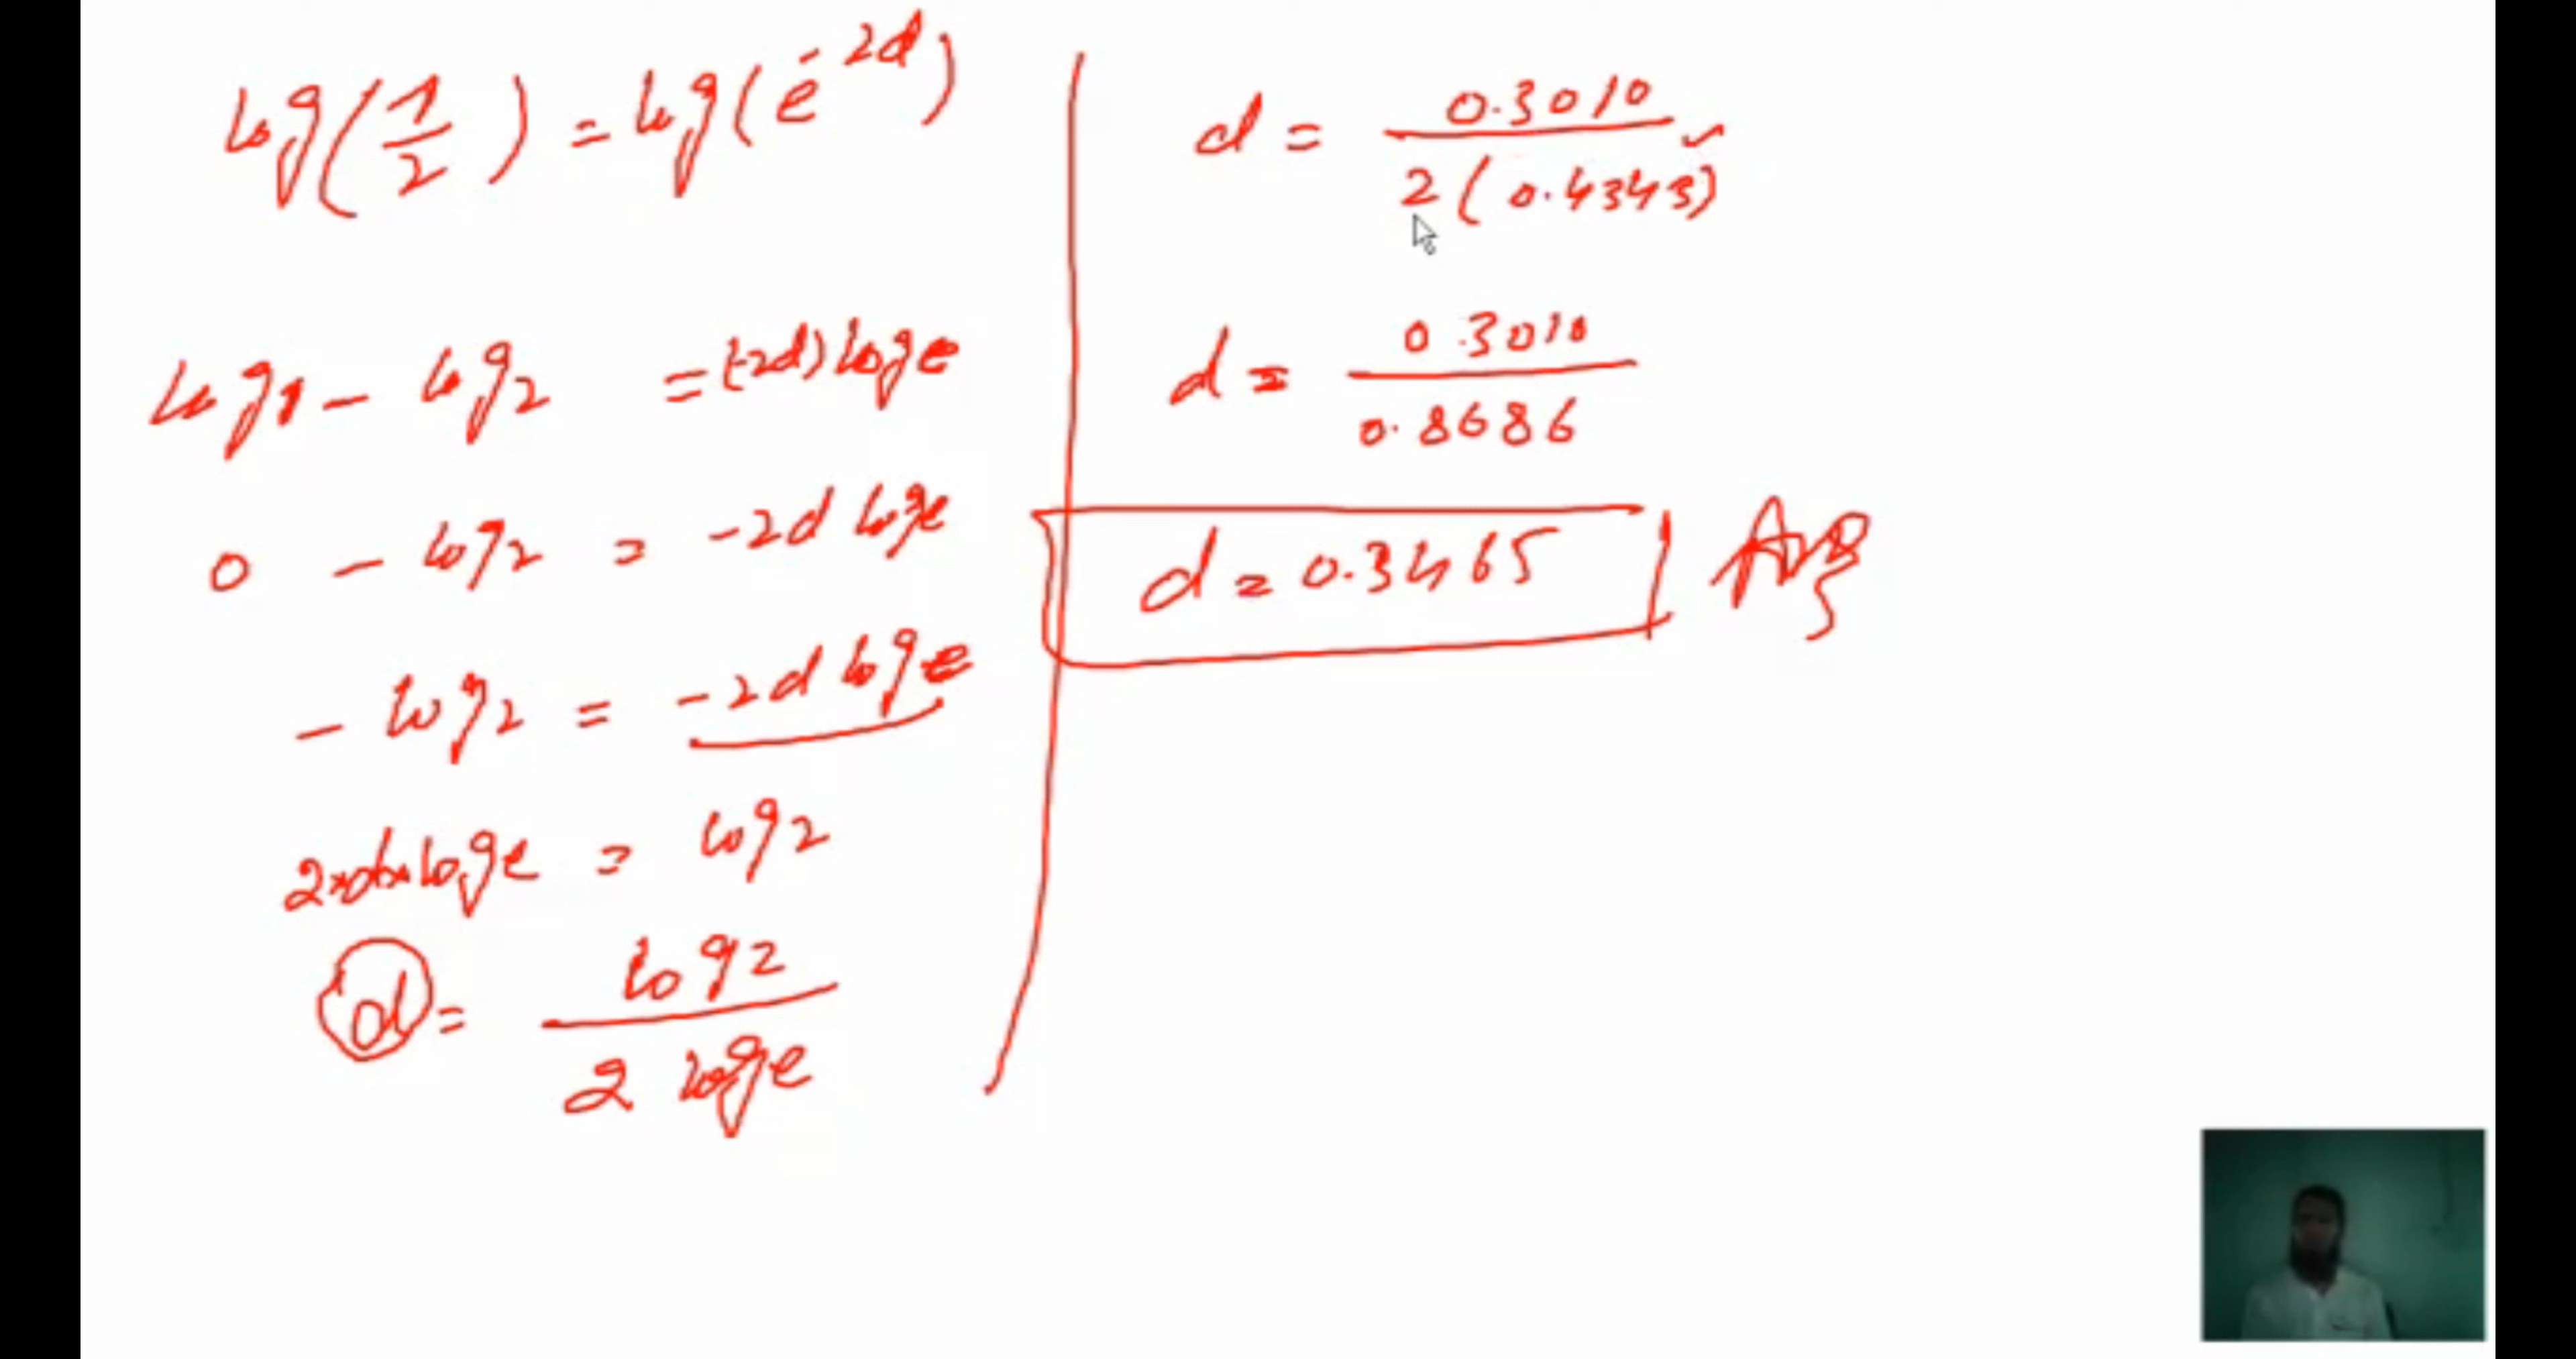 log(1/2) = log(e^-2d)
log1 - log2 = (-2d) loge
0 - log2 = -2d loge
- log2 = -2d loge
2×d×loge = log2
d = log2 / 2 loge
d = 0.3010 / 2(0.4343)
d = 0.3010 / 0.8686
d = 0.3465 Ans